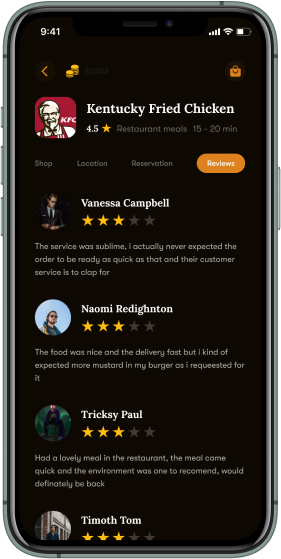 9:41
20,002
KFC
Kentucky Fried Chicken
4.5 Restaurant meals 15 - 20 min
Shop Location Reservation Reviews
Vanessa Campbell
The service was sublime, i actually never expected the
order to be ready as quick as that and their customer
service is to clap for
Naomi Redighnton
The food was nice and the delivery fast but i kind of
expected more mustard in my burger as i requeested for
it
Tricksy Paul
Had a lovely meal in the restaurant, the meal came
quick and the environment was one to recomend, would
definately be back
Timoth Tom